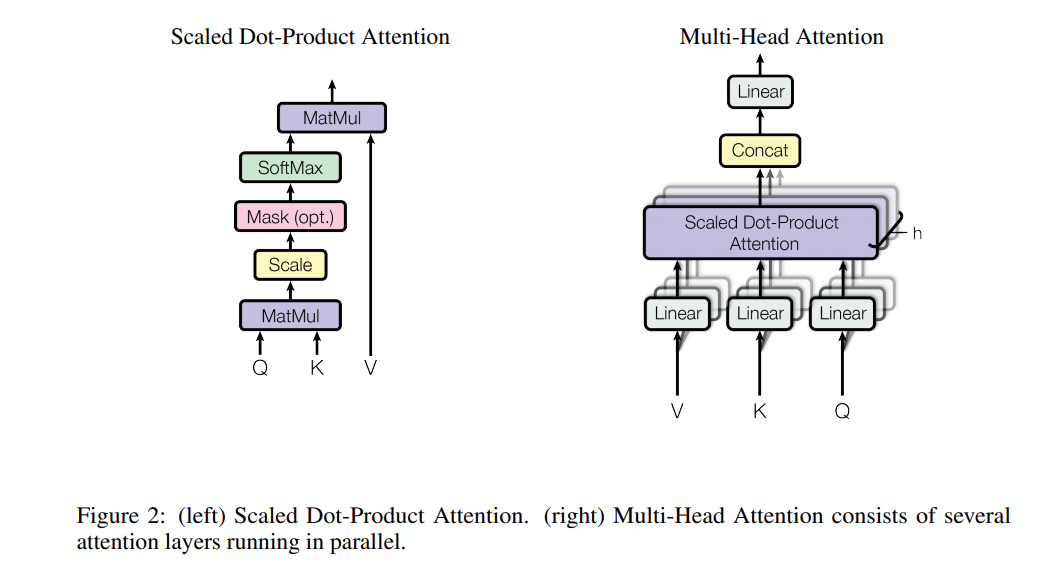 Scaled Dot-Product Attention
MatMul
SoftMax
Mask (opt.)
Scale
MatMul
Q K V
Multi-Head Attention
Linear
Concat
Scaled Dot-Product
Attention
h
Linear Linear Linear
V K Q
Figure 2: (left) Scaled Dot-Product Attention. (right) Multi-Head Attention consists of several
attention layers running in parallel.